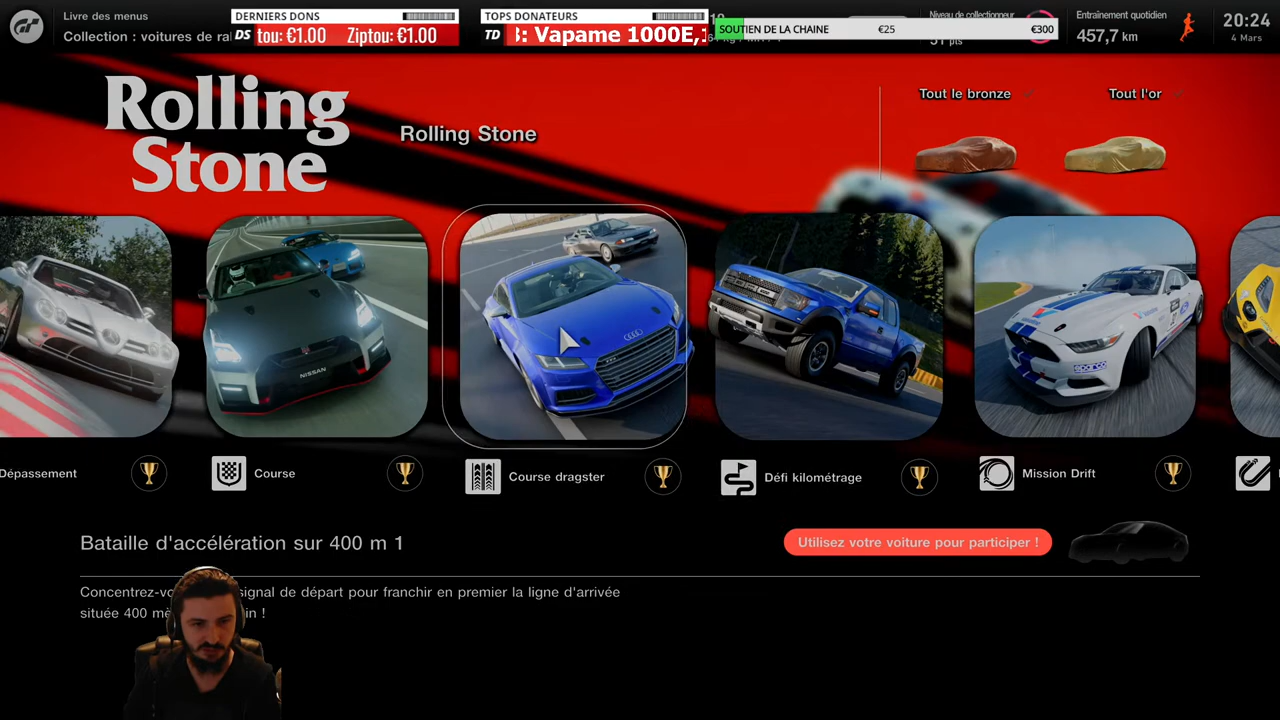 Livre des menus
Collection : voitures de ra
DERNIERS DONS
DS tou: €1.00 Ziptou: €1.00
TOPS DONATEURS
TD : Vapame 1000E,
SOUTIEN DE LA CHAINE €25 €300
Niveau de collectionneur
pts
Entraînement quotidien
457,7 km
20:24
4 Mars
Rolling
Stone
Rolling Stone
Tout le bronze
Tout l'or
NISSAN
sparco
Dépassement
Course
Course dragster
Défi kilométrage
Mission Drift
Bataille d'accélération sur 400 m 1
Utilisez votre voiture pour participer !
signal de départ pour franchir en premier la ligne d'arrivée
située 400 !